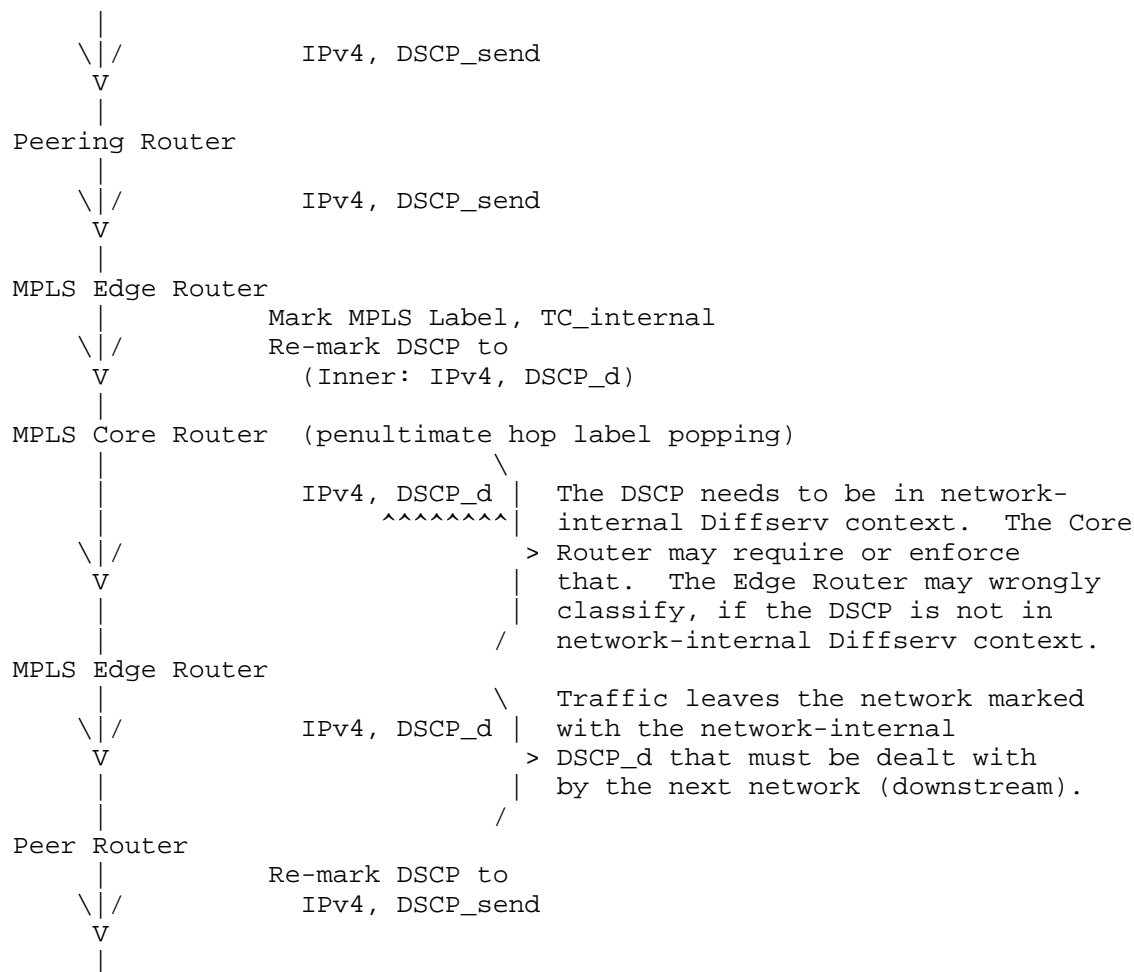 |
\|/ IPv4, DSCP_send
V
|
Peering Router
|
\|/ IPv4, DSCP_send
V
|
MPLS Edge Router
| Mark MPLS Label, TC_internal
\|/ Re-mark DSCP to
V (Inner: IPv4, DSCP_d)
|
MPLS Core Router (penultimate hop label popping)
| \
| IPv4, DSCP_d | The DSCP needs to be in network-
| ^^^^^^^^| internal Diffserv context. The Core
\|/ > Router may require or enforce
V | that. The Edge Router may wrongly
| | classify, if the DSCP is not in
| / network-internal Diffserv context.
MPLS Edge Router
| \ Traffic leaves the network marked
\|/ IPv4, DSCP_d | with the network-internal
V > DSCP_d that must be dealt with
| | by the next network (downstream).
| /
Peer Router
| Re-mark DSCP to
\|/ IPv4, DSCP_send
V
|